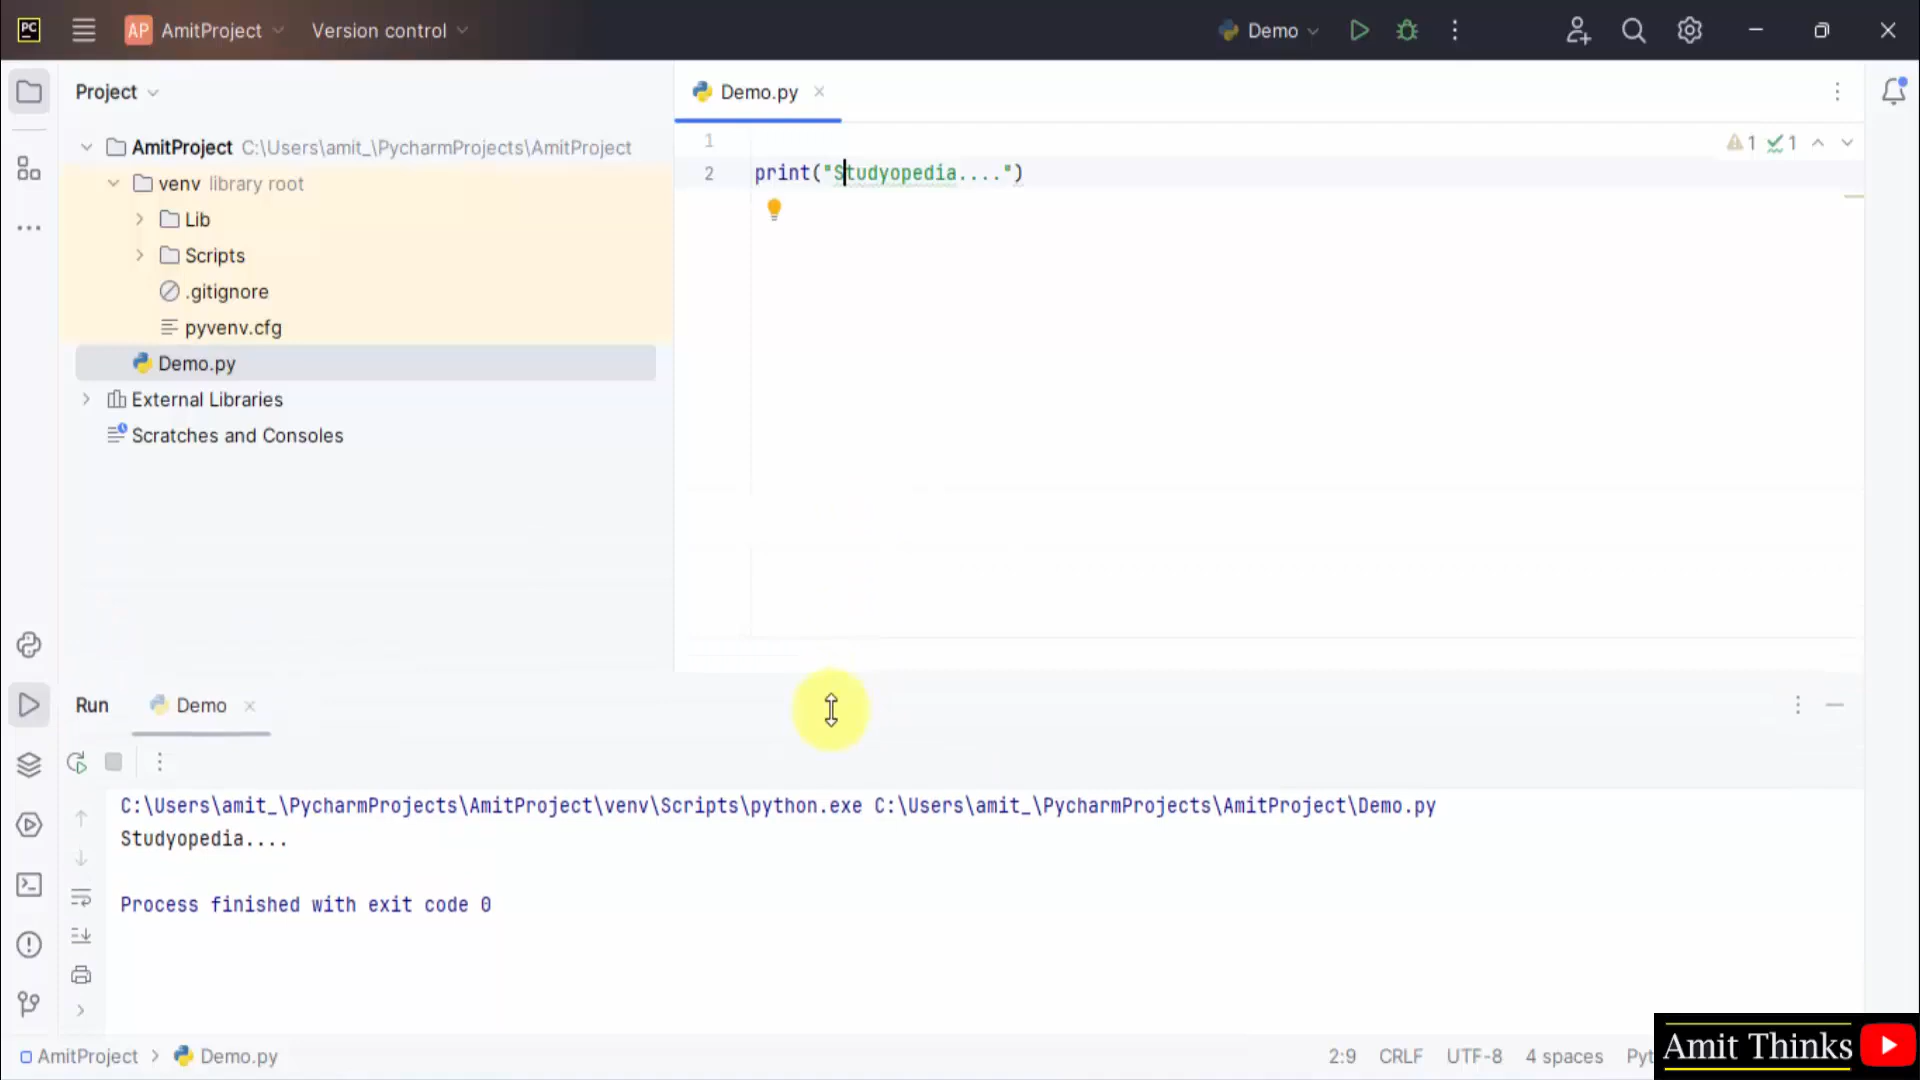 PC AP AmitProject Version control Demo
Project
Demo.py
AmitProject C:\Users\amit_\PycharmProjects\AmitProject
venv library root
Lib
Scripts
.gitignore
pyvenv.cfg
Demo.py
External Libraries
Scratches and Consoles
1
2 print("Studyopedia....")
1 1
Run Demo
C:\Users\amit_\PycharmProjects\AmitProject\venv\Scripts\python.exe C:\Users\amit_\PycharmProjects\AmitProject\Demo.py
Studyopedia....
Process finished with exit code 0
AmitProject > Demo.py
2:9 CRLF UTF-8 4 spaces
Amit Thinks